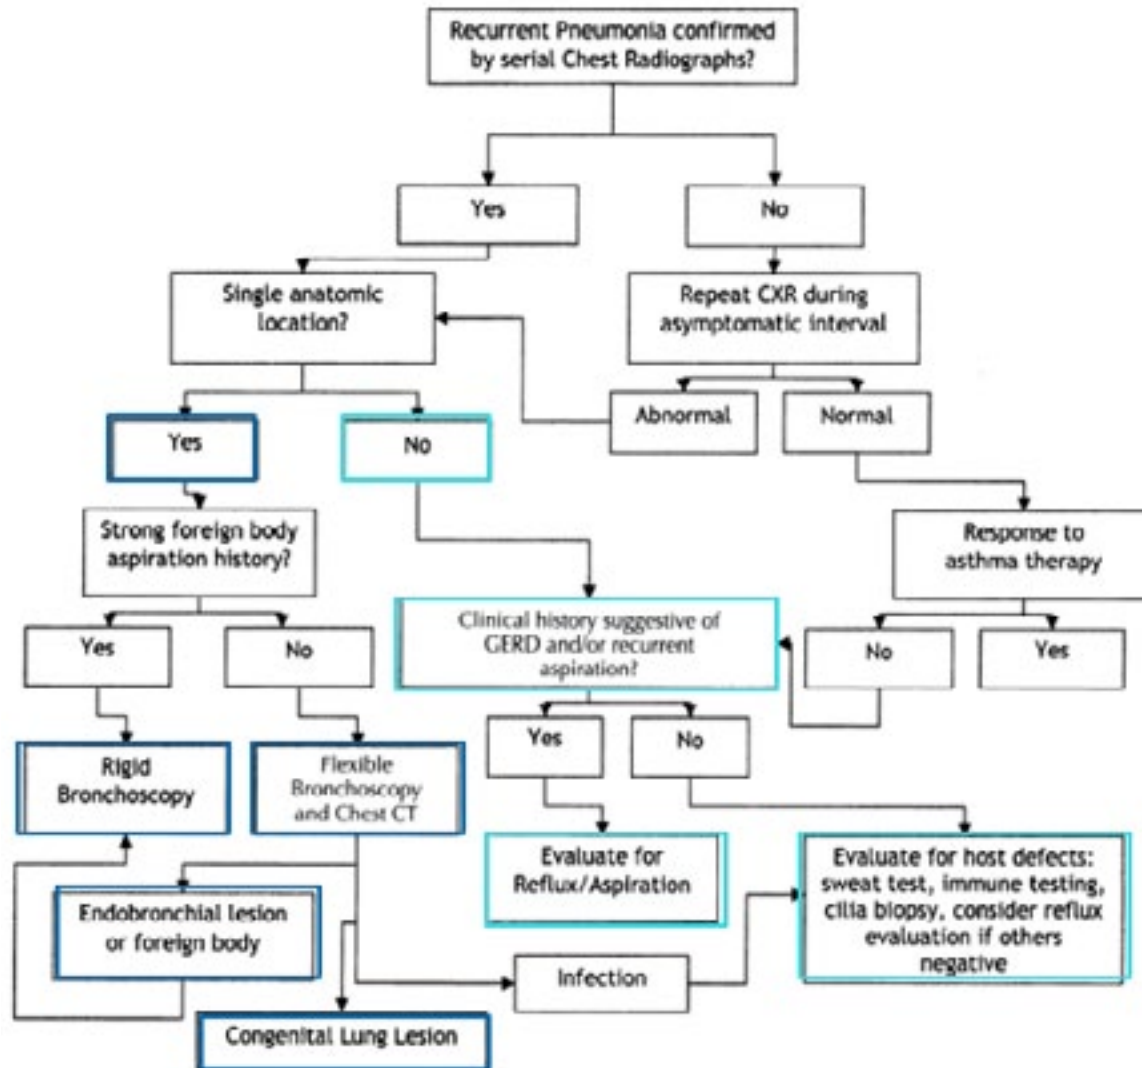 Recurrent Pneumonia confirmed
by serial Chest Radiographs?
Yes
No
Single anatomic
location?
Repeat CXR during
asymptomatic interval
Yes
No
Abnormal
Normal
Strong foreign body
aspiration history?
Response to
asthma therapy
Clinical history suggestive of
GERD and/or recurrent
aspiration?
Yes
No
No
Yes
Yes
No
Rigid
Bronchoscopy
Flexible
Bronchoscopy
and Chest CT
Evaluate for
Reflux/Aspiration
Evaluate for host defects:
sweat test, immune testing,
cilia biopsy, consider reflux
evaluation if others
negative
Endobronchial lesion
or foreign body
Infection
Congenital Lung Lesion